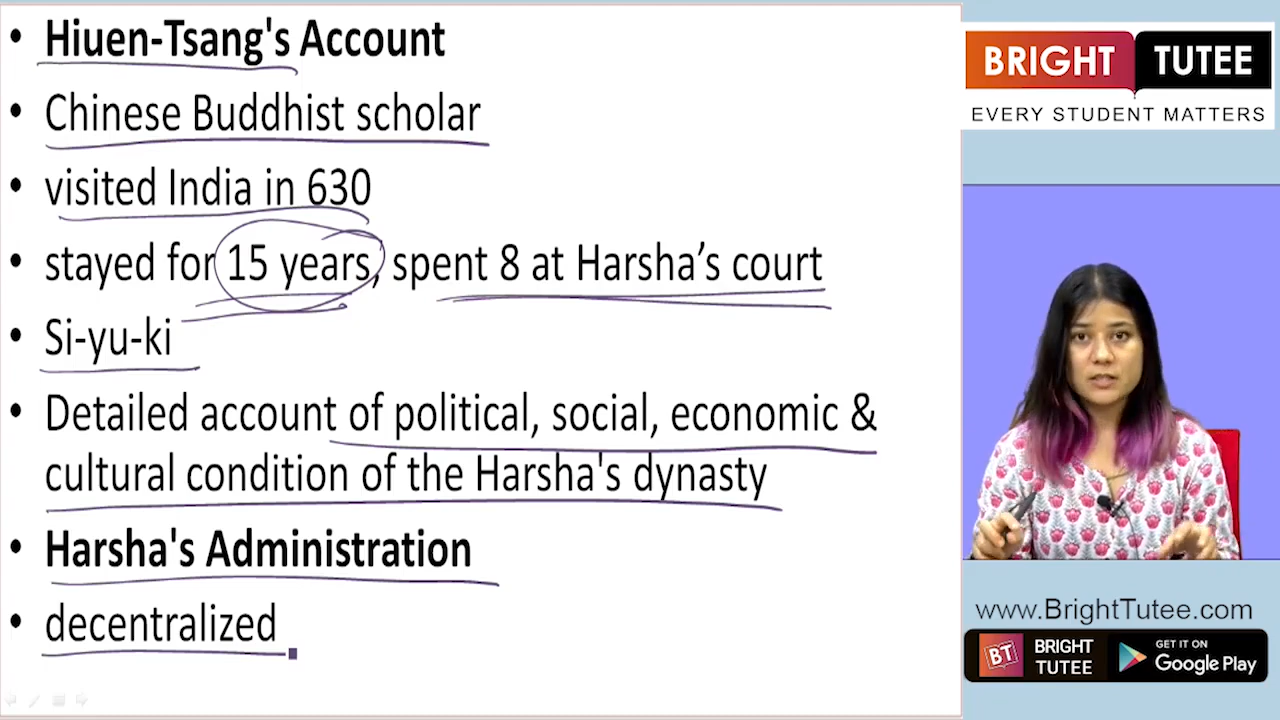 • Hiuen-Tsang's Account
• Chinese Buddhist scholar
• visited India in 630
• stayed for 15 years, spent 8 at Harsha’s court
• Si-yu-ki
• Detailed account of political, social, economic &
cultural condition of the Harsha's dynasty
• Harsha's Administration
• decentralized
BRIGHT TUTEE
EVERY STUDENT MATTERS
www.BrightTutee.com
BT BRIGHT TUTEE
GET IT ON
Google Play